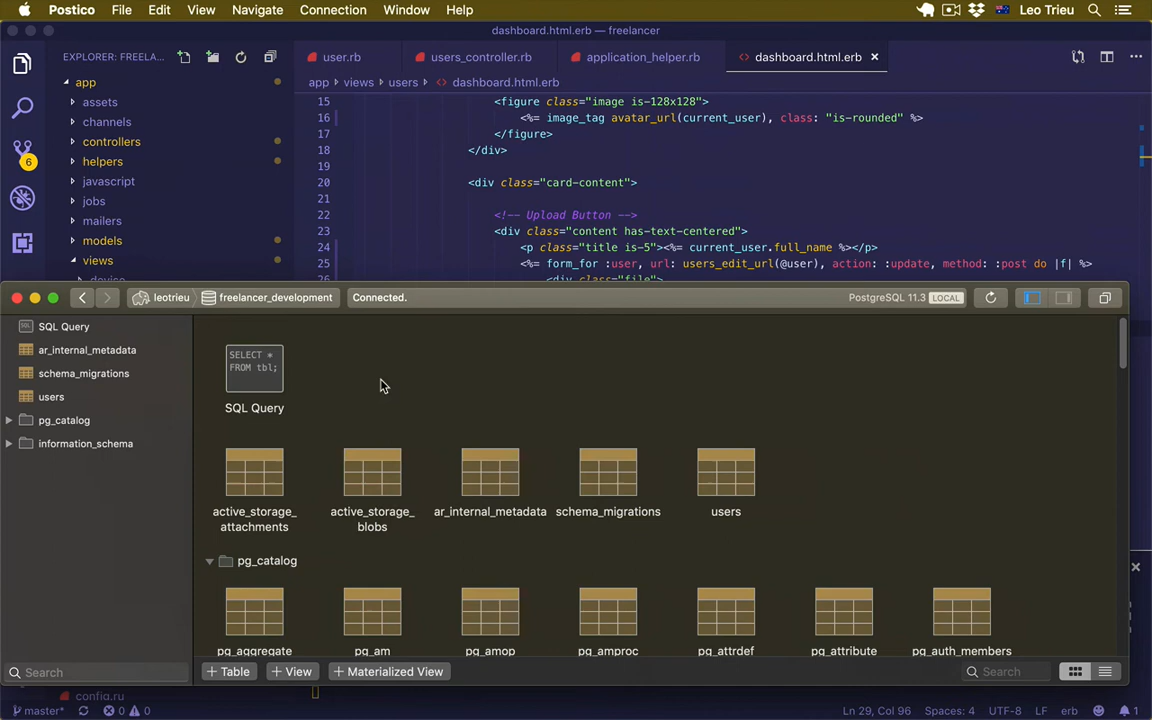 Postico File Edit View Navigate Connection Window Help Leo Trieu
dashboard.html.erb — freelancer
EXPLORER: FREELA... user.rb users_controller.rb application_helper.rb dashboard.html.erb
app
app views users dashboard.html.erb
assets
channels
controllers
helpers
javascript
jobs
mailers
models
views
6
15 <figure class="image is-128x128">
16 <%= image_tag avatar_url(current_user), class: "is-rounded" %>
17 </figure>
18 </div>
19
20 <div class="card-content">
21
22 <!-- Upload Button -->
23 <div class="content has-text-centered">
24 <p class="title is-5"><%= current_user.full_name %></p>
25 <%= form_for :user, url: users_edit_url(@user), action: :update, method: :post do |f| %>
leotrieu freelancer_development Connected. PostgreSQL 11.3 LOCAL
SQL Query
ar_internal_metadata
schema_migrations
users
pg_catalog
information_schema
SELECT *
FROM tbl;
SQL Query
active_storage_
attachments
active_storage_
blobs
ar_internal_metadata
schema_migrations
users
pg_catalog
pg_aggregate pg_am pg_amop pg_amproc pg_attrdef pg_attribute pg_auth_members
Search + Table + View + Materialized View Search
config.ru
master* 0 0 Ln 29, Col 96 Spaces: 4 UTF-8 LF erb 1